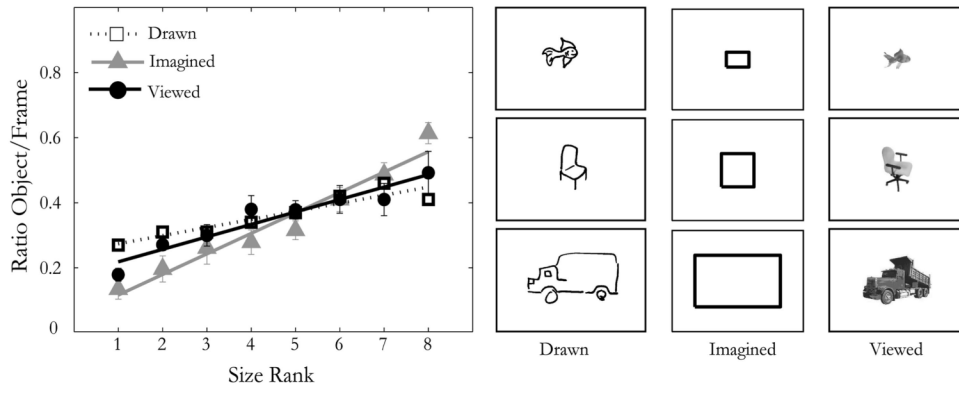 Drawn
Imagined
Viewed
Ratio Object/Frame
0.8
0.6
0.4
0.2
0
1 2 3 4 5 6 7 8
Size Rank
Drawn Imagined Viewed